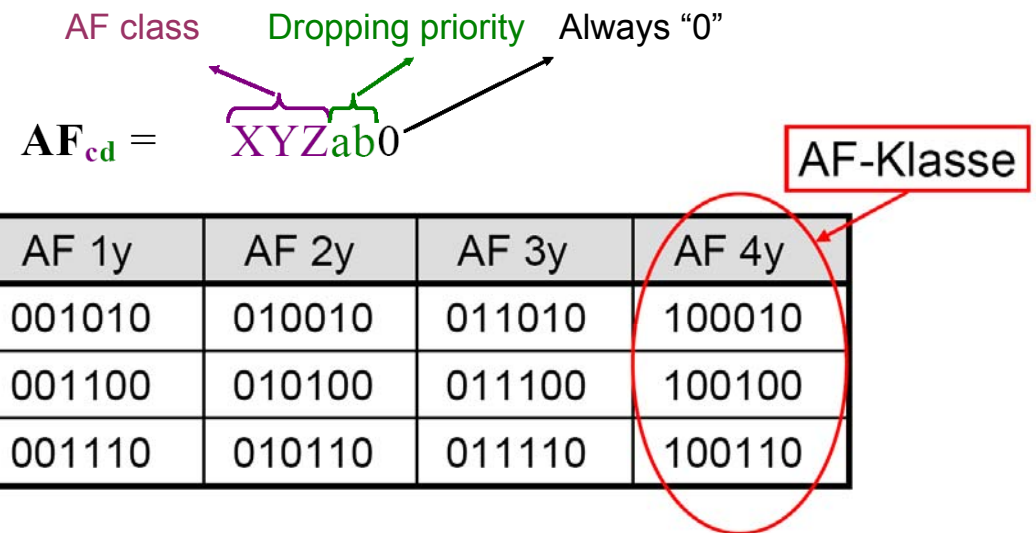 AF class Dropping priority Always “0”
AFcd = XYZab0
AF-Klasse
AF 1y AF 2y AF 3y AF 4y
001010 010010 011010 100010
001100 010100 011100 100100
001110 010110 011110 100110